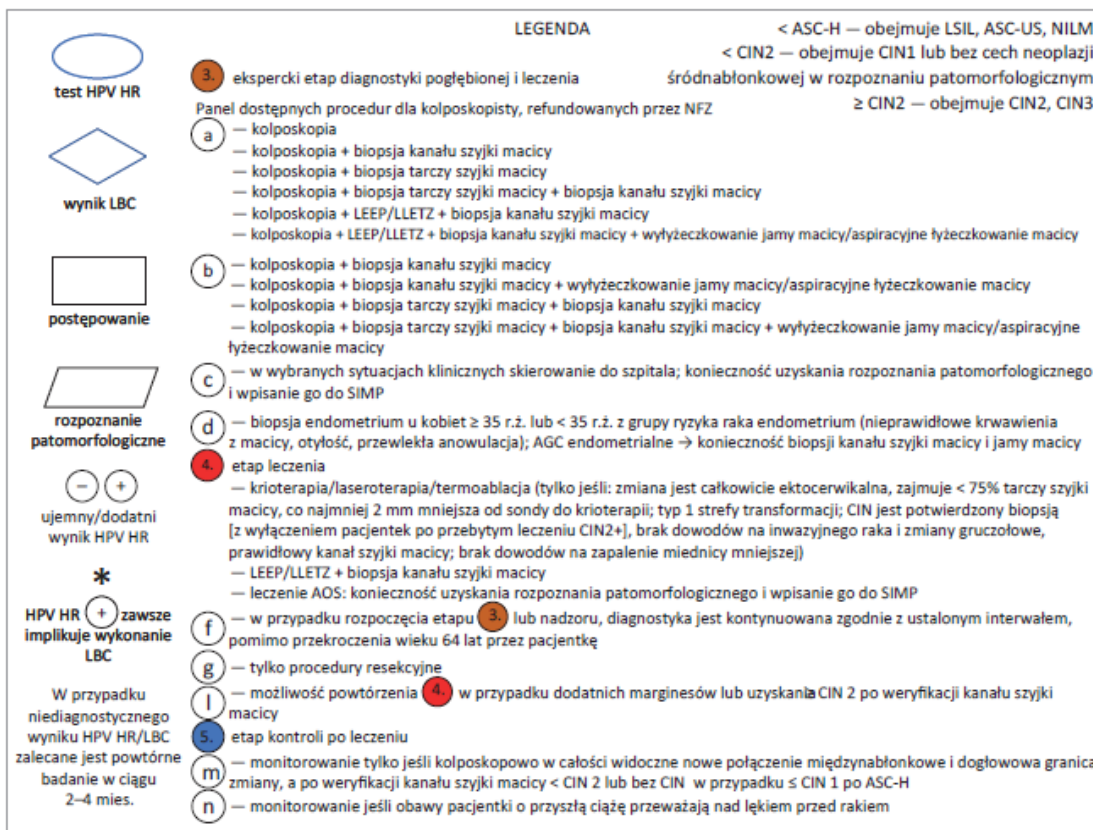 LEGENDA
< ASC-H — obejmuje LSIL, ASC-US, NILM
< CIN2 — obejmuje CIN1 lub bez cech neoplazji
śródnabłonkowej w rozpoznaniu patomorfologicznym
≥ CIN2 — obejmuje CIN2, CIN3
test HPV HR
wynik LBC
postępowanie
rozpoznanie
patomorfologiczne
− +
ujemny/dodatni
wynik HPV HR
*
HPV HR + zawsze
implikuje wykonanie
LBC
W przypadku
niediagnostycznego
wyniku HPV HR/LBC
zalecane jest powtórne
badanie w ciągu
2–4 mies.
3. ekspercki etap diagnostyki pogłębionej i leczenia
Panel dostępnych procedur dla kolposkopisty, refundowanych przez NFZ
a — kolposkopia
— kolposkopia + biopsja kanału szyjki macicy
— kolposkopia + biopsja tarczy szyjki macicy
— kolposkopia + biopsja tarczy szyjki macicy + biopsja kanału szyjki macicy
— kolposkopia + LEEP/LLETZ + biopsja kanału szyjki macicy
— kolposkopia + LEEP/LLETZ + biopsja kanału szyjki macicy + wyłyżeczkowanie jamy macicy/aspiracyjne łyżeczkowanie macicy
b — kolposkopia + biopsja kanału szyjki macicy
— kolposkopia + biopsja kanału szyjki macicy + wyłyżeczkowanie jamy macicy/aspiracyjne łyżeczkowanie macicy
— kolposkopia + biopsja tarczy szyjki macicy + biopsja kanału szyjki macicy
— kolposkopia + biopsja tarczy szyjki macicy + biopsja kanału szyjki macicy + wyłyżeczkowanie jamy macicy/aspiracyjne
łyżeczkowanie macicy
c — w wybranych sytuacjach klinicznych skierowanie do szpitala; konieczność uzyskania rozpoznania patomorfologicznego
i wpisanie go do SIMP
d — biopsja endometrium u kobiet ≥ 35 r.ż. lub < 35 r.ż. z grupy ryzyka raka endometrium (nieprawidłowe krwawienia
z macicy, otyłość, przewlekła anowulacja); AGC endometrialne → konieczność biopsji kanału szyjki macicy i jamy macicy
4. etap leczenia
— krioterapia/laseroterapia/termoablacja (tylko jeśli: zmiana jest całkowicie ektocerwikalna, zajmuje < 75% tarczy szyjki
macicy, co najmniej 2 mm mniejsza od sondy do krioterapii; typ 1 strefy transformacji; CIN jest potwierdzony biopsją
[z wyłączeniem pacjentek po przebytym leczeniu CIN2+], brak dowodów na inwazyjnego raka i zmiany gruczołowe,
prawidłowy kanał szyjki macicy; brak dowodów na zapalenie miednicy mniejszej)
— LEEP/LLETZ + biopsja kanału szyjki macicy
— leczenie AOS: konieczność uzyskania rozpoznania patomorfologicznego i wpisanie go do SIMP
f — w przypadku rozpoczęcia etapu 3. lub nadzoru, diagnostyka jest kontynuowana zgodnie z ustalonym interwałem,
pomimo przekroczenia wieku 64 lat przez pacjentkę
g — tylko procedury resekcyjne
l — możliwość powtórzenia 4. w przypadku dodatnich marginesów lub uzyskania ≥ CIN 2 po weryfikacji kanału szyjki
macicy
5. etap kontroli po leczeniu
m — monitorowanie tylko jeśli kolposkopowo w całości widoczne nowe połączenie międzynabłonkowe i dogłowowa granica
zmiany, a po weryfikacji kanału szyjki macicy < CIN 2 lub bez CIN w przypadku ≤ CIN 1 po ASC-H
n — monitorowanie jeśli obawy pacjentki o przyszłą ciążę przeważają nad lękiem przed rakiem